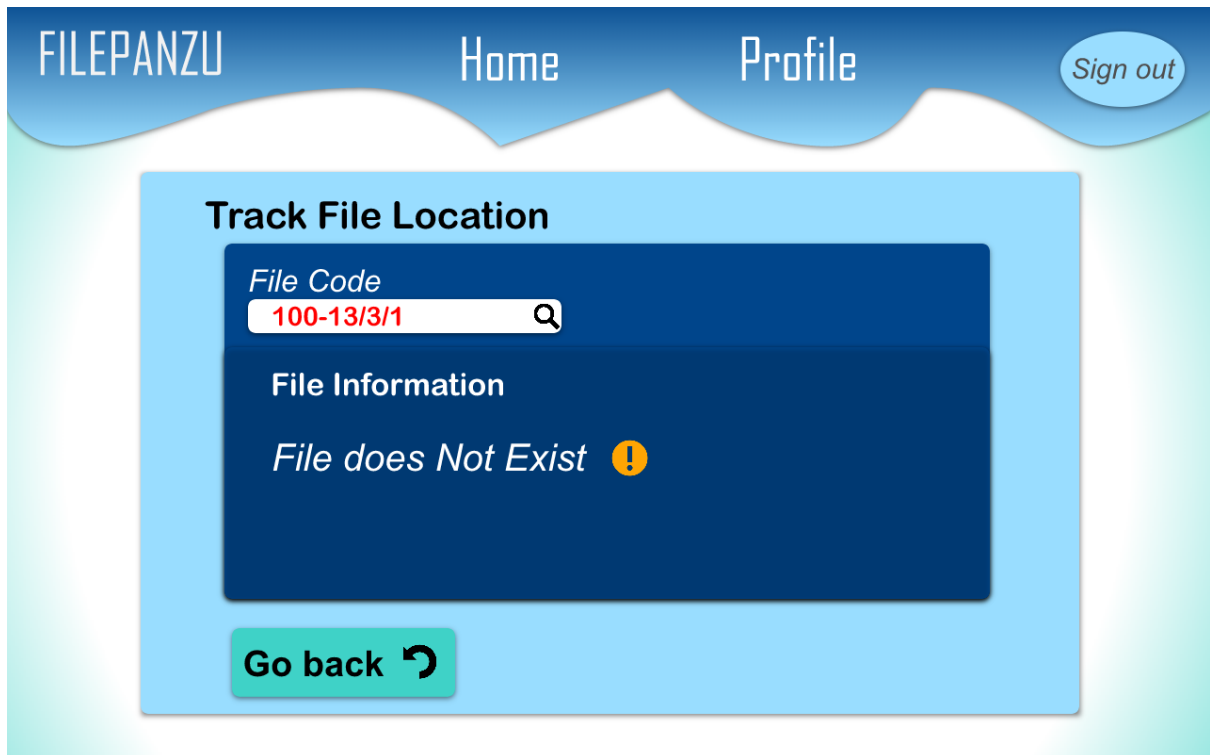 FILEPANZU Home Profile Sign out
Track File Location
File Code
100-13/3/1
File Information
File does Not Exist
Go back